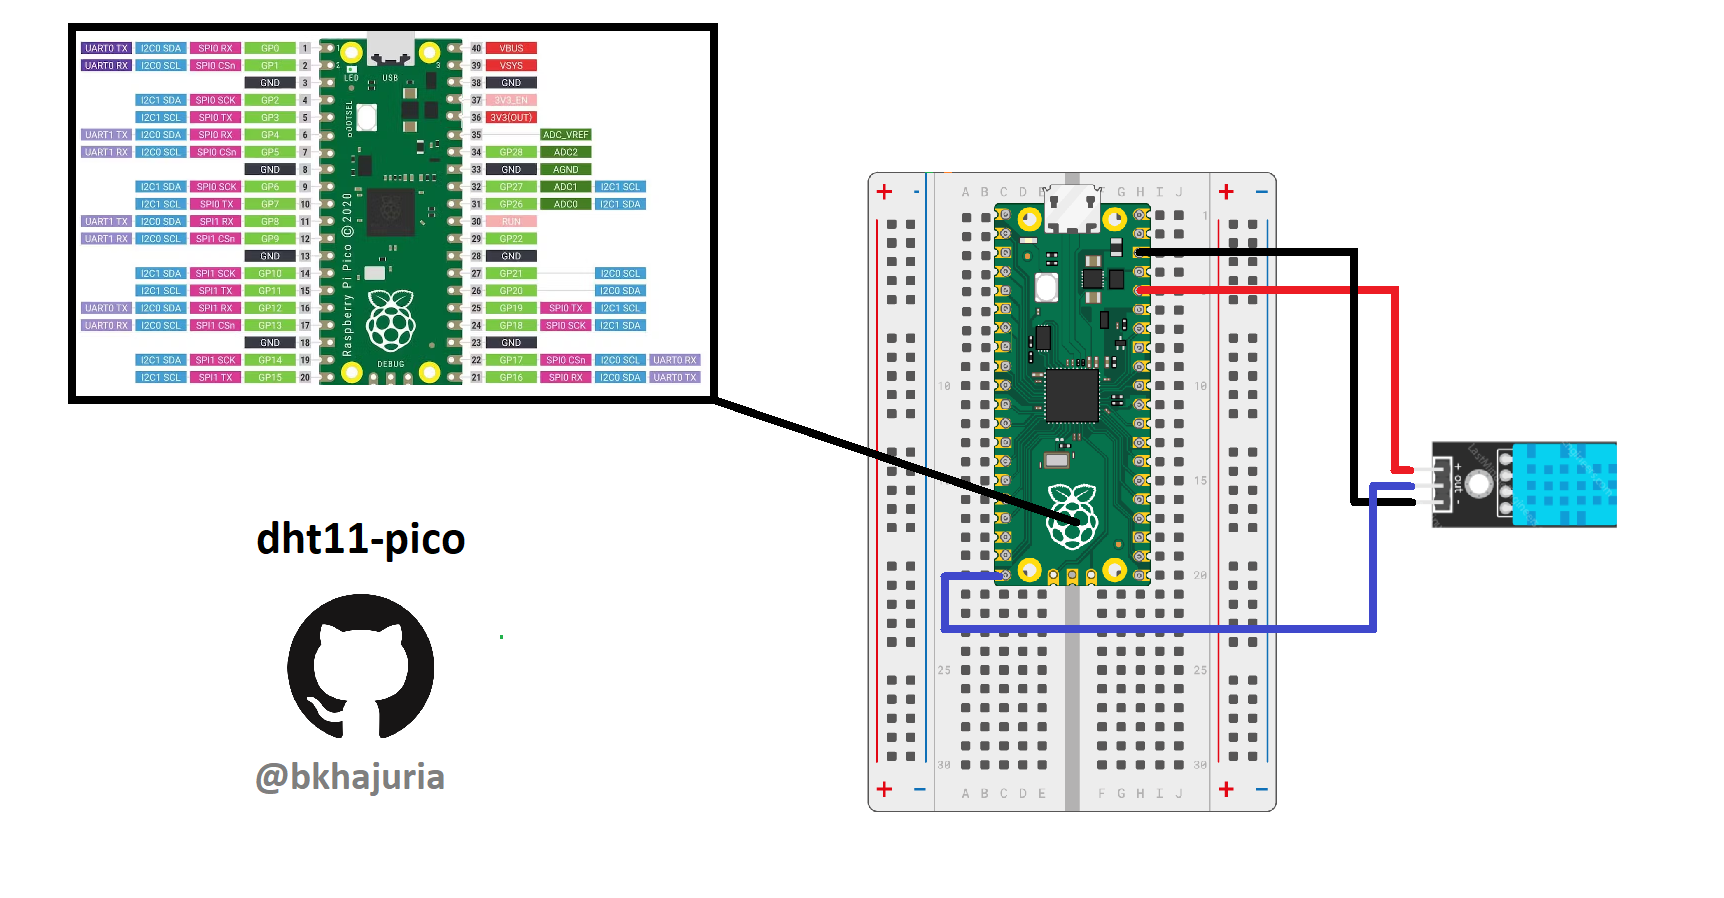 UART0 TX I2C0 SDA SPI0 RX GP0 1 40 VBUS
UART0 RX I2C0 SCL SPI0 CSn GP1 2 39 VSYS
GND 3 38 GND
I2C1 SDA SPI0 SCK GP2 4 37 3V3_EN
I2C1 SCL SPI0 TX GP3 5 36 3V3(OUT)
UART1 TX I2C0 SDA SPI0 RX GP4 6 35 ADC_VREF
UART1 RX I2C0 SCL SPI0 CSn GP5 7 34 GP28 ADC2
GND 8 33 GND AGND
I2C1 SDA SPI0 SCK GP6 9 32 GP27 ADC1 I2C1 SCL
I2C1 SCL SPI0 TX GP7 10 31 GP26 ADC0 I2C1 SDA
UART1 TX I2C0 SDA SPI1 RX GP8 11 30 RUN
UART1 RX I2C0 SCL SPI1 CSn GP9 12 29 GP22
GND 13 28 GND
I2C1 SDA SPI1 SCK GP10 14 27 GP21 I2C0 SCL
I2C1 SCL SPI1 TX GP11 15 26 GP20 I2C0 SDA
UART0 TX I2C0 SDA SPI1 RX GP12 16 25 GP19 SPI0 TX I2C1 SCL
UART0 RX I2C0 SCL SPI1 CSn GP13 17 24 GP18 SPI0 SCK I2C1 SDA
GND 18 23 GND
I2C1 SDA SPI1 SCK GP14 19 22 GP17 SPI0 CSn I2C0 SCL UART0 RX
I2C1 SCL SPI1 TX GP15 20 21 GP16 SPI0 RX I2C0 SDA UART0 TX
LED USB
BOOTSEL
Raspberry Pi Pico ©2020
DEBUG
dht11-pico
@bkhajuria
+ - + −
A B C D E G H I J
1
10 10
15
20
25 25
30 30
A B C D E F G H I J
+ − + −
+ out -